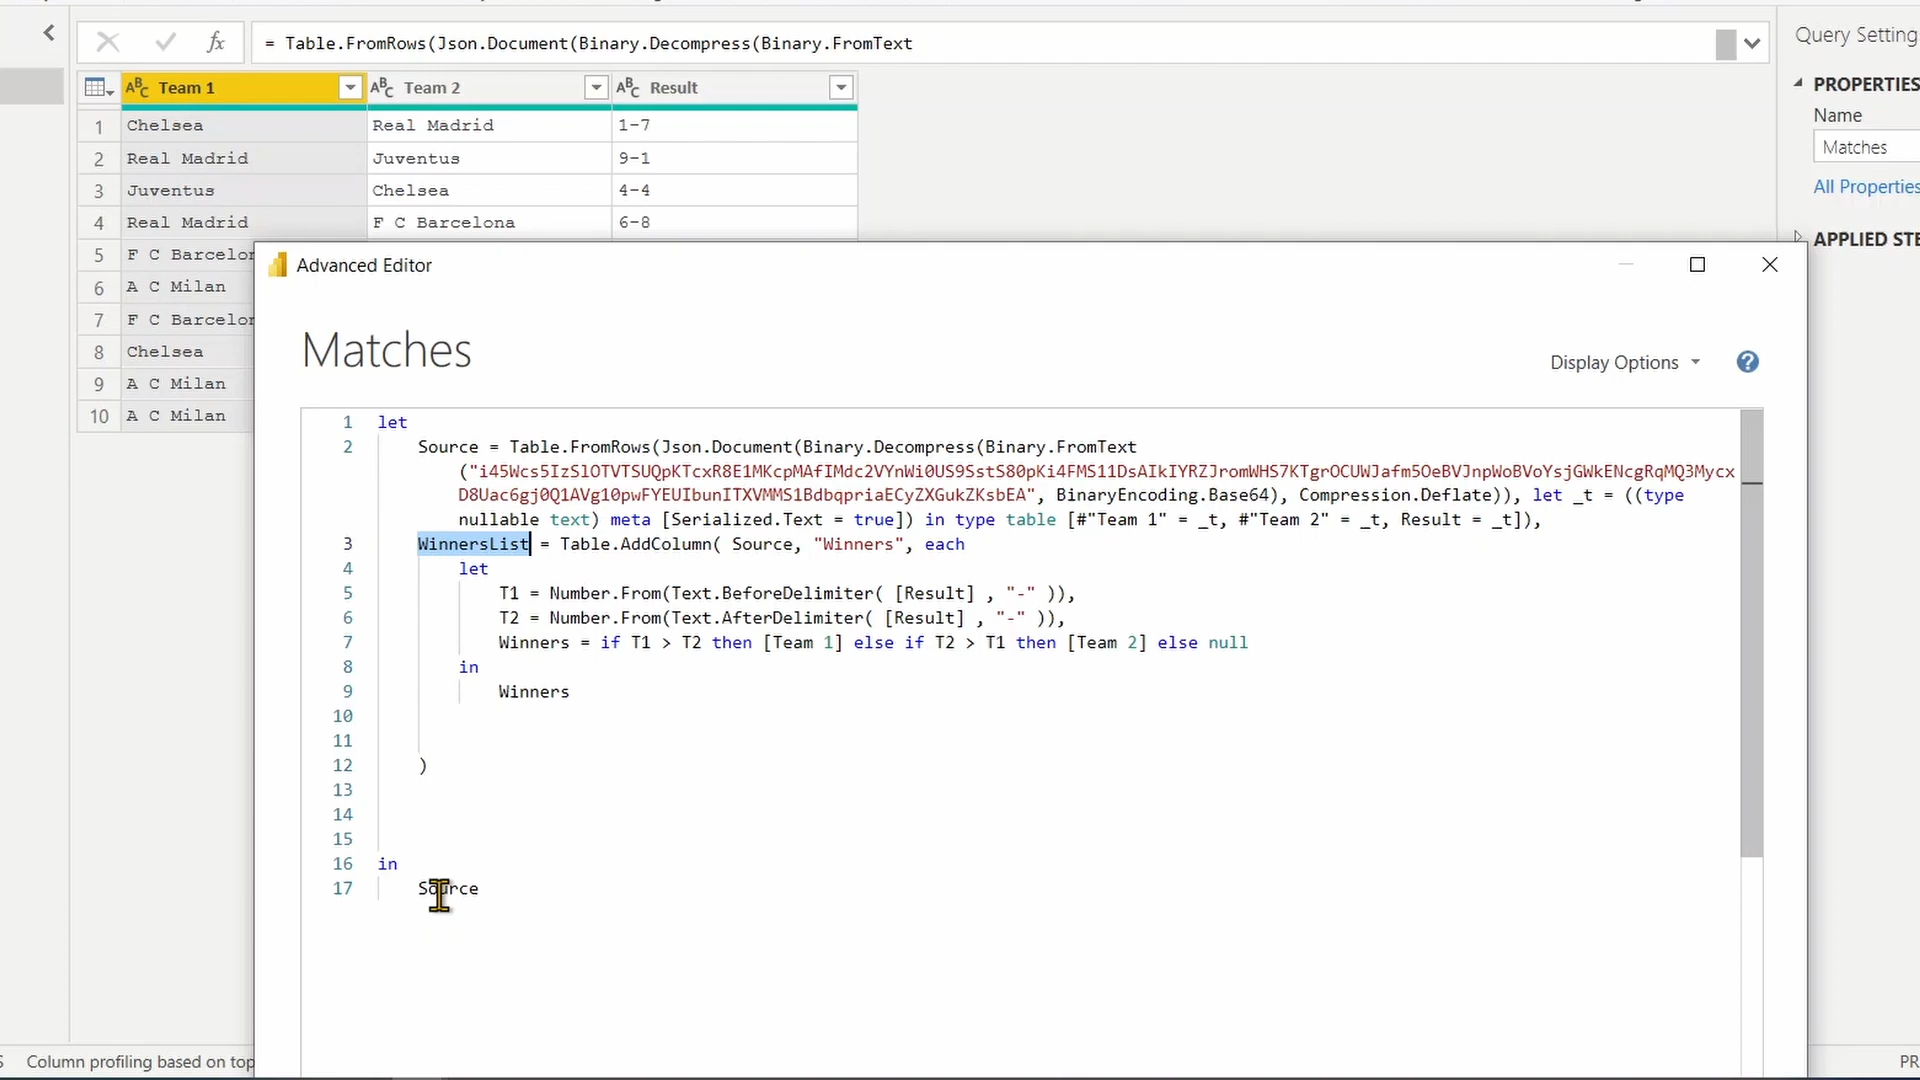 = Table.FromRows(Json.Document(Binary.Decompress(Binary.FromText
Team 1 Team 2 Result
1 Chelsea Real Madrid 1-7
2 Real Madrid Juventus 9-1
3 Juventus Chelsea 4-4
4 Real Madrid F C Barcelona 6-8
5 F C Barcelon
6 A C Milan
7 F C Barcelon
8 Chelsea
9 A C Milan
10 A C Milan
Query Setting
PROPERTIES
Name
Matches
All Properties
APPLIED STE
Advanced Editor
Matches
Display Options
1 let
2 Source = Table.FromRows(Json.Document(Binary.Decompress(Binary.FromText
("i45Wcs5IzSlOTVTSUQpKTcxR8E1MKcpMAfIMdc2VYnWi0US9SstS80pKi4FMS11DsAIkIYRZJromWHS7KTgrOCUWJafm5OeBVJnpWoBVoYsjGWkENcgRqMQ3Mycx
D8Uac6gj0Q1AVg10pwFYEUIbunITXVMMS1BdbqpriaECyZXGukZKsbEA", BinaryEncoding.Base64), Compression.Deflate)), let _t = ((type
nullable text) meta [Serialized.Text = true]) in type table [#"Team 1" = _t, #"Team 2" = _t, Result = _t]),
3 WinnersList = Table.AddColumn( Source, "Winners", each
4 let
5 T1 = Number.From(Text.BeforeDelimiter( [Result] , "-" )),
6 T2 = Number.From(Text.AfterDelimiter( [Result] , "-" )),
7 Winners = if T1 > T2 then [Team 1] else if T2 > T1 then [Team 2] else null
8 in
9 Winners
10
11
12 )
13
14
15
16 in
17 Source
Column profiling based on top
PR